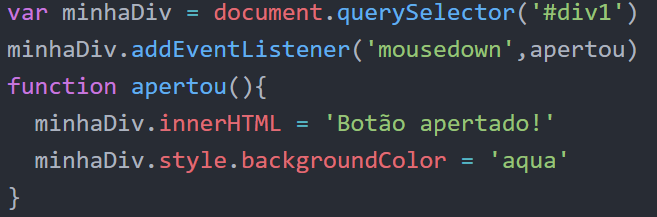 var minhaDiv = document.querySelector('#div1')
minhaDiv.addEventListener('mousedown',apertou)
function apertou(){
  minhaDiv.innerHTML = 'Botão apertado!'
  minhaDiv.style.backgroundColor = 'aqua'
}